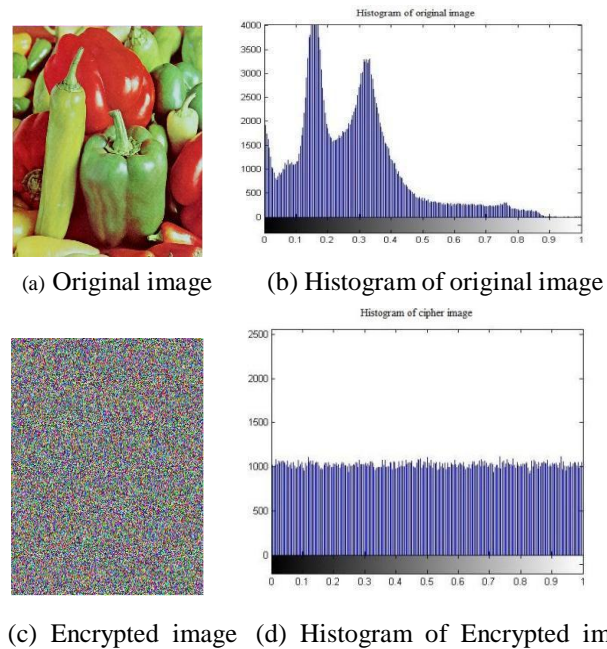 Histogram of original image
4000
3500
3000
2500
2000
1500
1000
500
0
0 0.1 0.2 0.3 0.4 0.5 0.6 0.7 0.8 0.9 1
(a) Original image (b) Histogram of original image
Histogram of cipher image
2500
2000
1500
1000
500
0
0 0.1 0.2 0.3 0.4 0.5 0.6 0.7 0.8 0.9 1
(c) Encrypted image (d) Histogram of Encrypted im